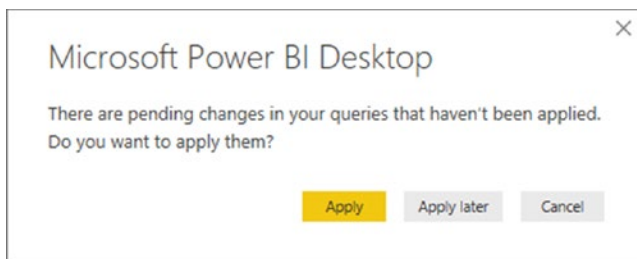 Microsoft Power BI Desktop
There are pending changes in your queries that haven't been applied.
Do you want to apply them?
Apply Apply later Cancel